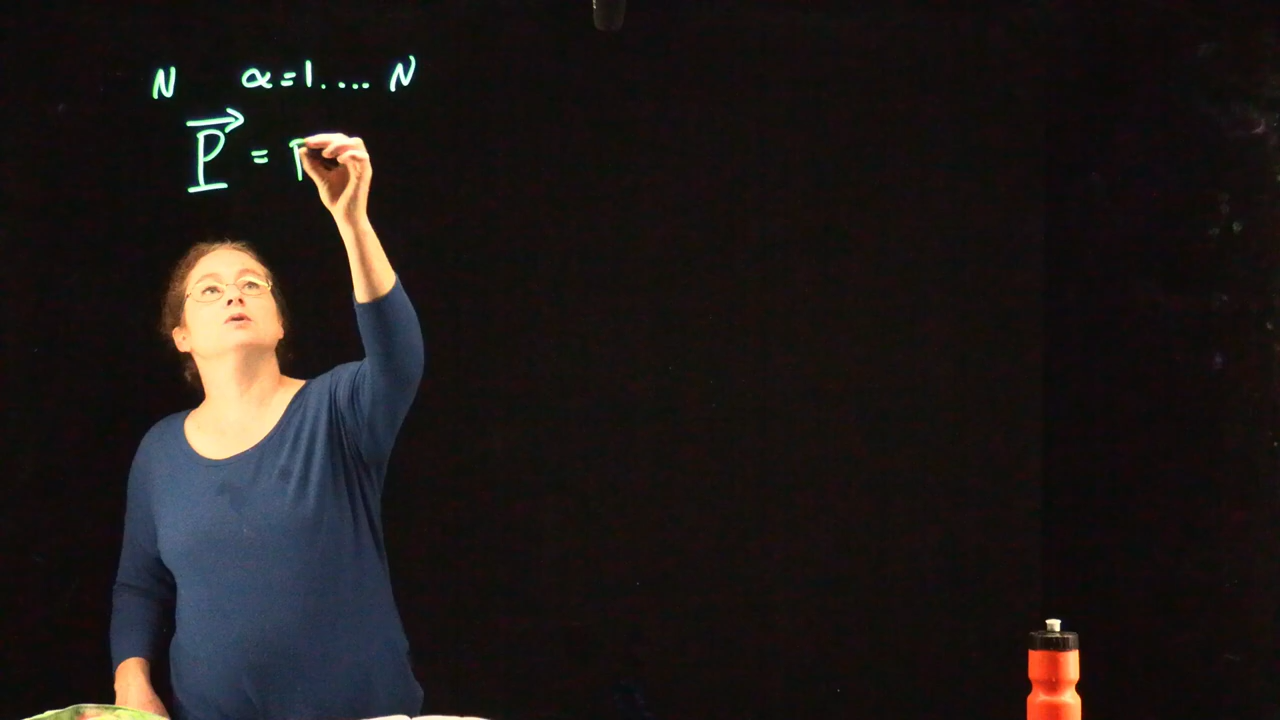 N α = 1 .... N
P⃗ = P